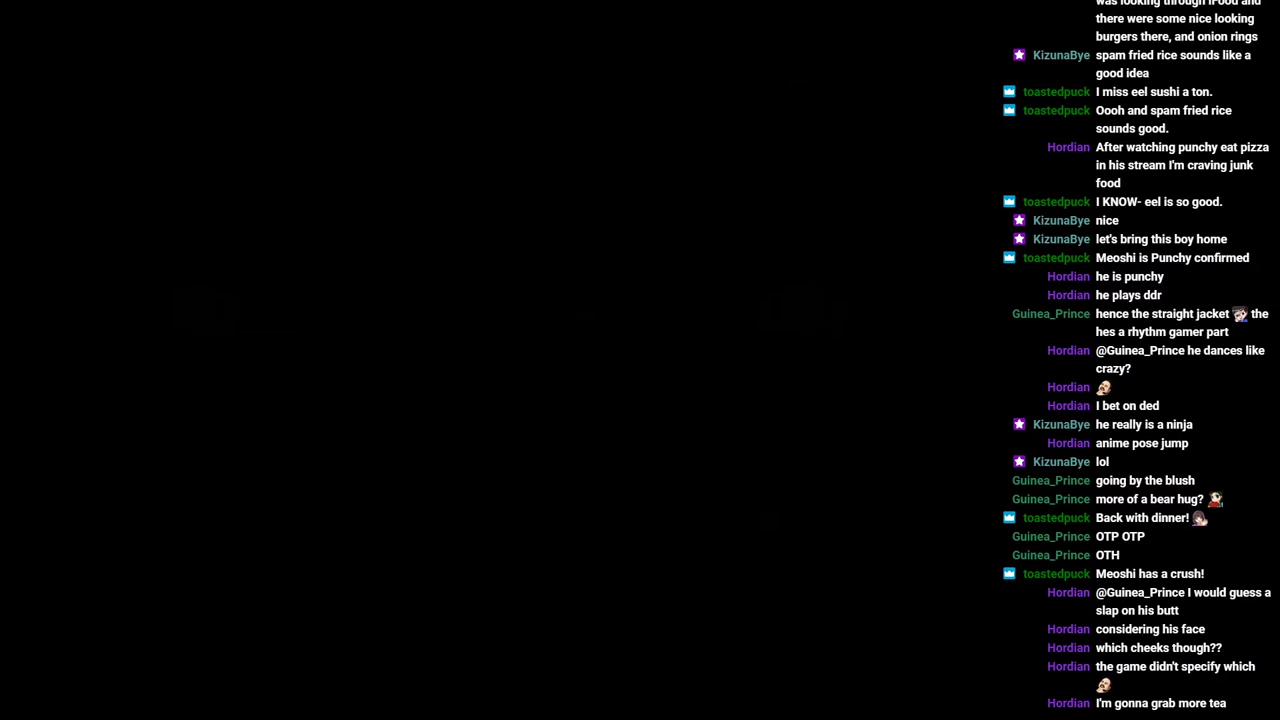 was looking through iFood and
there were some nice looking
burgers there, and onion rings
KizunaBye spam fried rice sounds like a
good idea
toastedpuck I miss eel sushi a ton.
toastedpuck Oooh and spam fried rice
sounds good.
Hordian After watching punchy eat pizza
in his stream I'm craving junk
food
toastedpuck I KNOW- eel is so good.
KizunaBye nice
KizunaBye let's bring this boy home
toastedpuck Meoshi is Punchy confirmed
Hordian he is punchy
Hordian he plays ddr
Guinea_Prince hence the straight jacket the
hes a rhythm gamer part
Hordian @Guinea_Prince he dances like
crazy?
Hordian
Hordian I bet on ded
KizunaBye he really is a ninja
Hordian anime pose jump
KizunaBye lol
Guinea_Prince going by the blush
Guinea_Prince more of a bear hug?
toastedpuck Back with dinner!
Guinea_Prince OTP OTP
Guinea_Prince OTH
toastedpuck Meoshi has a crush!
Hordian @Guinea_Prince I would guess a
slap on his butt
Hordian considering his face
Hordian which cheeks though??
Hordian the game didn't specify which
Hordian I'm gonna grab more tea